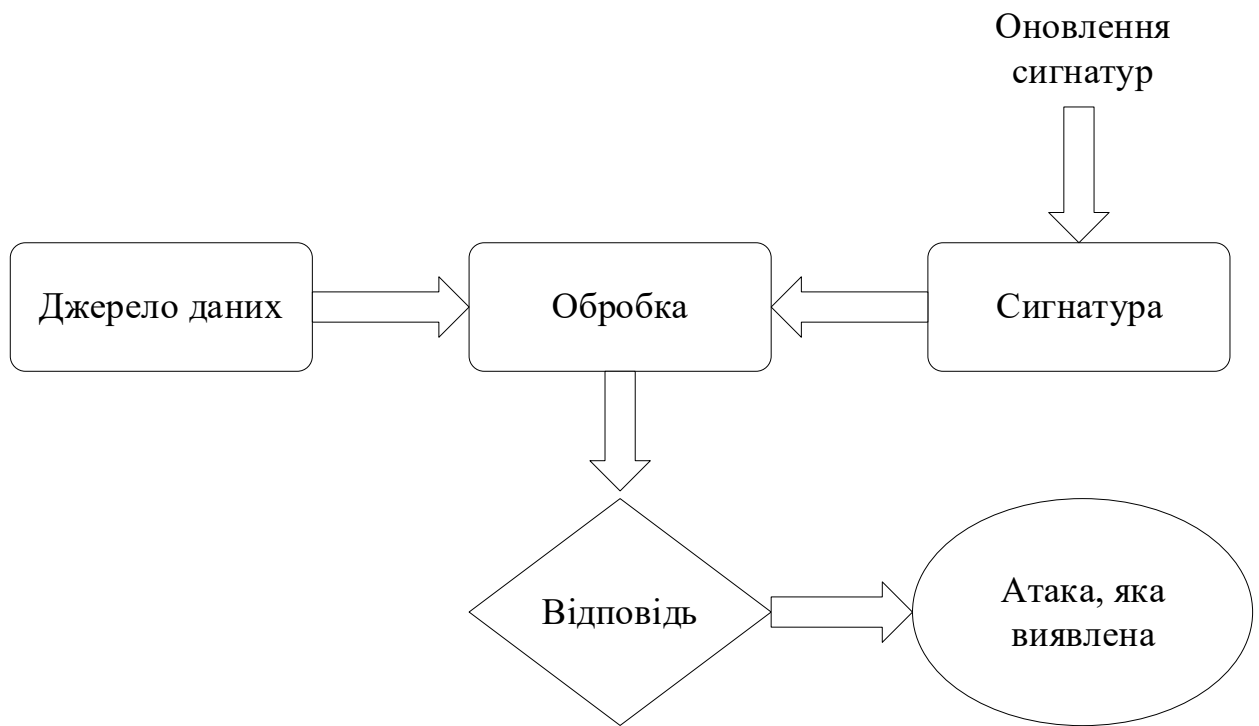 Оновлення
сигнатур
Джерело даних
Обробка
Сигнатура
Відповідь
Атака, яка
виявлена